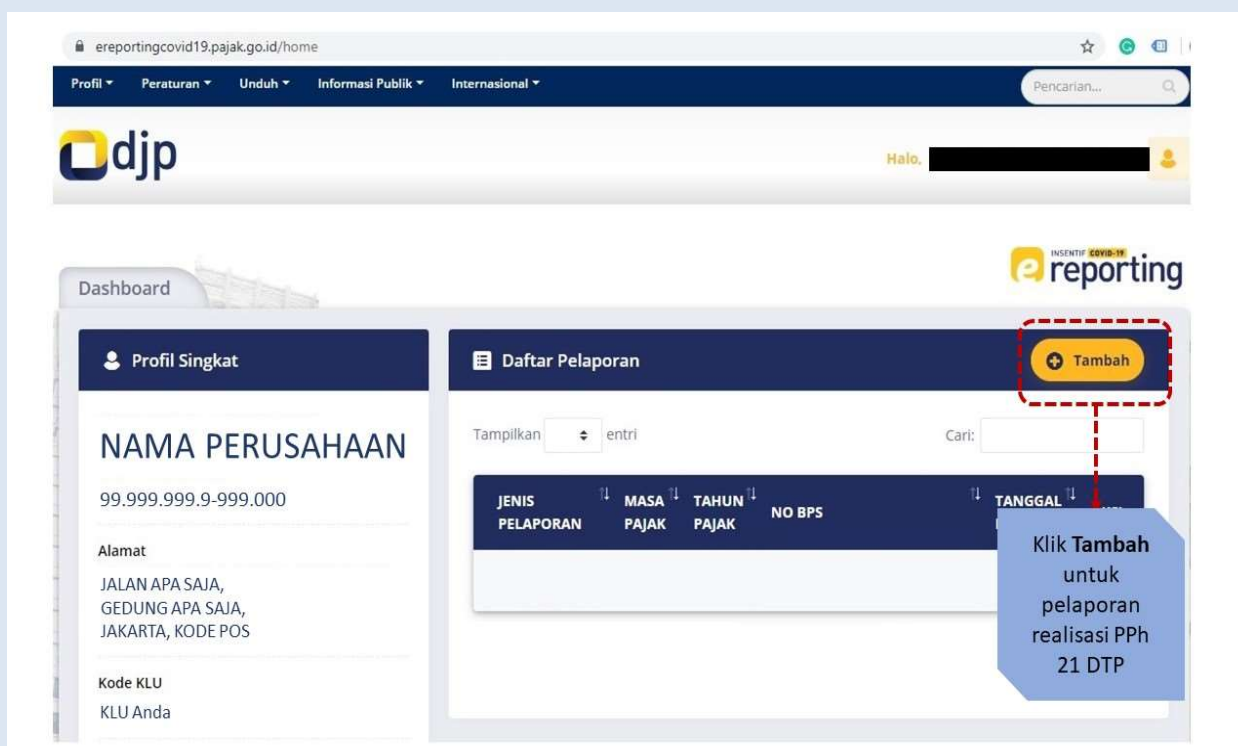 ereportingcovid19.pajak.go.id/home
Profil Peraturan Unduh Informasi Publik Internasional Pencarian...
djp
Halo,
INSENTIF COVID-19
e reporting
Dashboard
Profil Singkat
Daftar Pelaporan
Tambah
NAMA PERUSAHAAN
99.999.999.9-999.000
Alamat
JALAN APA SAJA,
GEDUNG APA SAJA,
JAKARTA, KODE POS
Kode KLU
KLU Anda
Tampilkan entri Cari:
JENIS PELAPORAN
MASA PAJAK
TAHUN PAJAK
NO BPS
TANGGAL
Klik Tambah
untuk
pelaporan
realisasi PPh
21 DTP